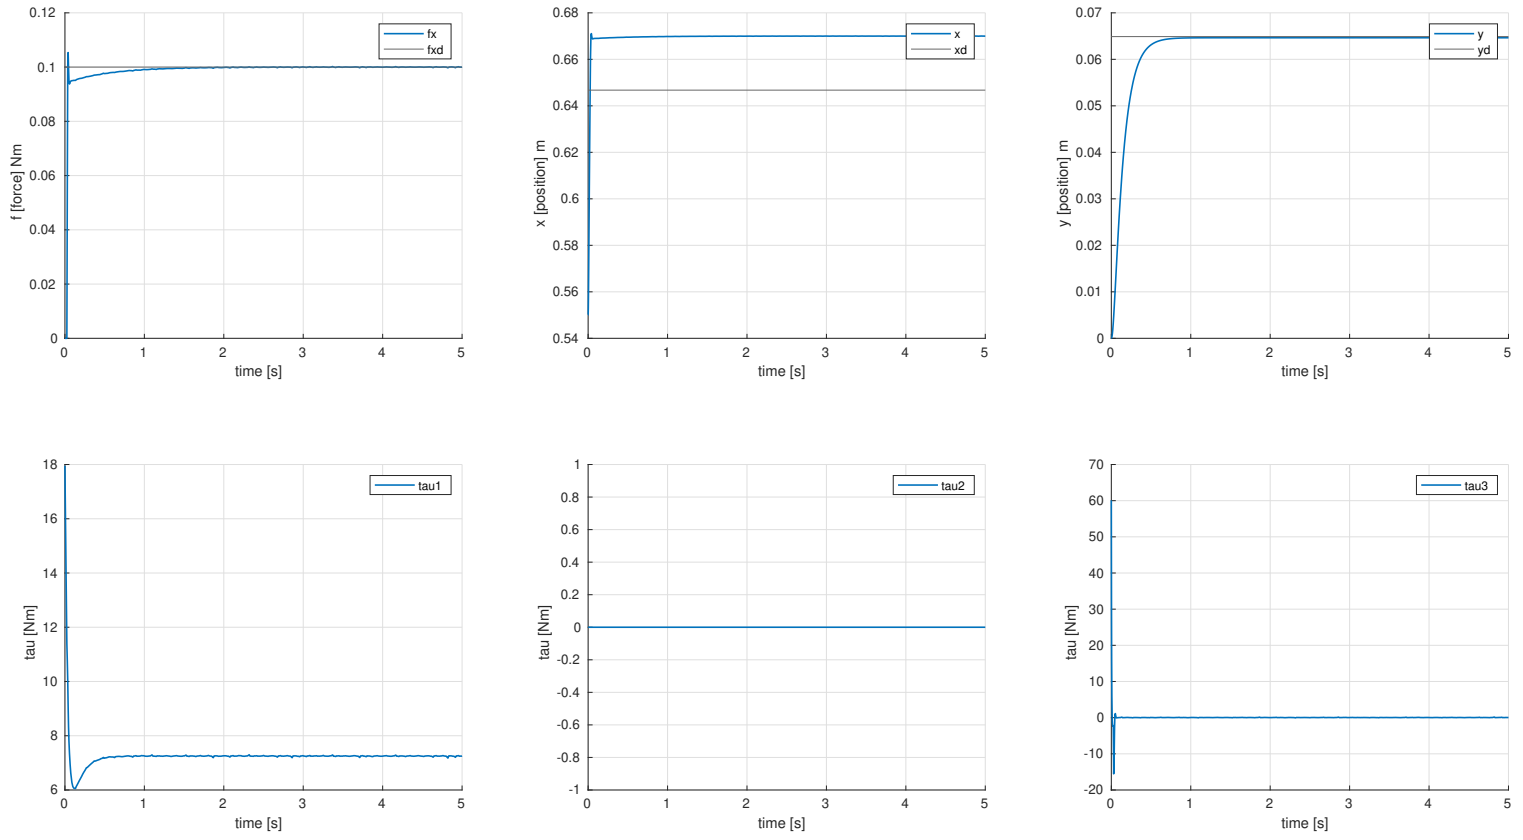 0.12
0.1
0.08
0.06
0.04
0.02
0
f [force] Nm
fx
fxd
0 1 2 3 4 5
time [s]
0.68
0.66
0.64
0.62
0.6
0.58
0.56
0.54
x [position] m
x
xd
0 1 2 3 4 5
time [s]
0.07
0.06
0.05
0.04
0.03
0.02
0.01
0
y [position] m
y
yd
0 1 2 3 4 5
time [s]
18
16
14
12
10
8
6
tau [Nm]
tau1
0 1 2 3 4 5
time [s]
1
0.8
0.6
0.4
0.2
0
-0.2
-0.4
-0.6
-0.8
-1
tau [Nm]
tau2
0 1 2 3 4 5
time [s]
70
60
50
40
30
20
10
0
-10
-20
tau [Nm]
tau3
0 1 2 3 4 5
time [s]